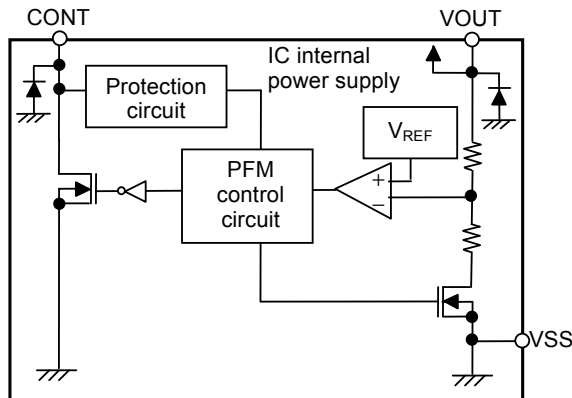 CONT
VOUT
IC internal
power supply
Protection
circuit
VREF
PFM
control
circuit
+
−
VSS